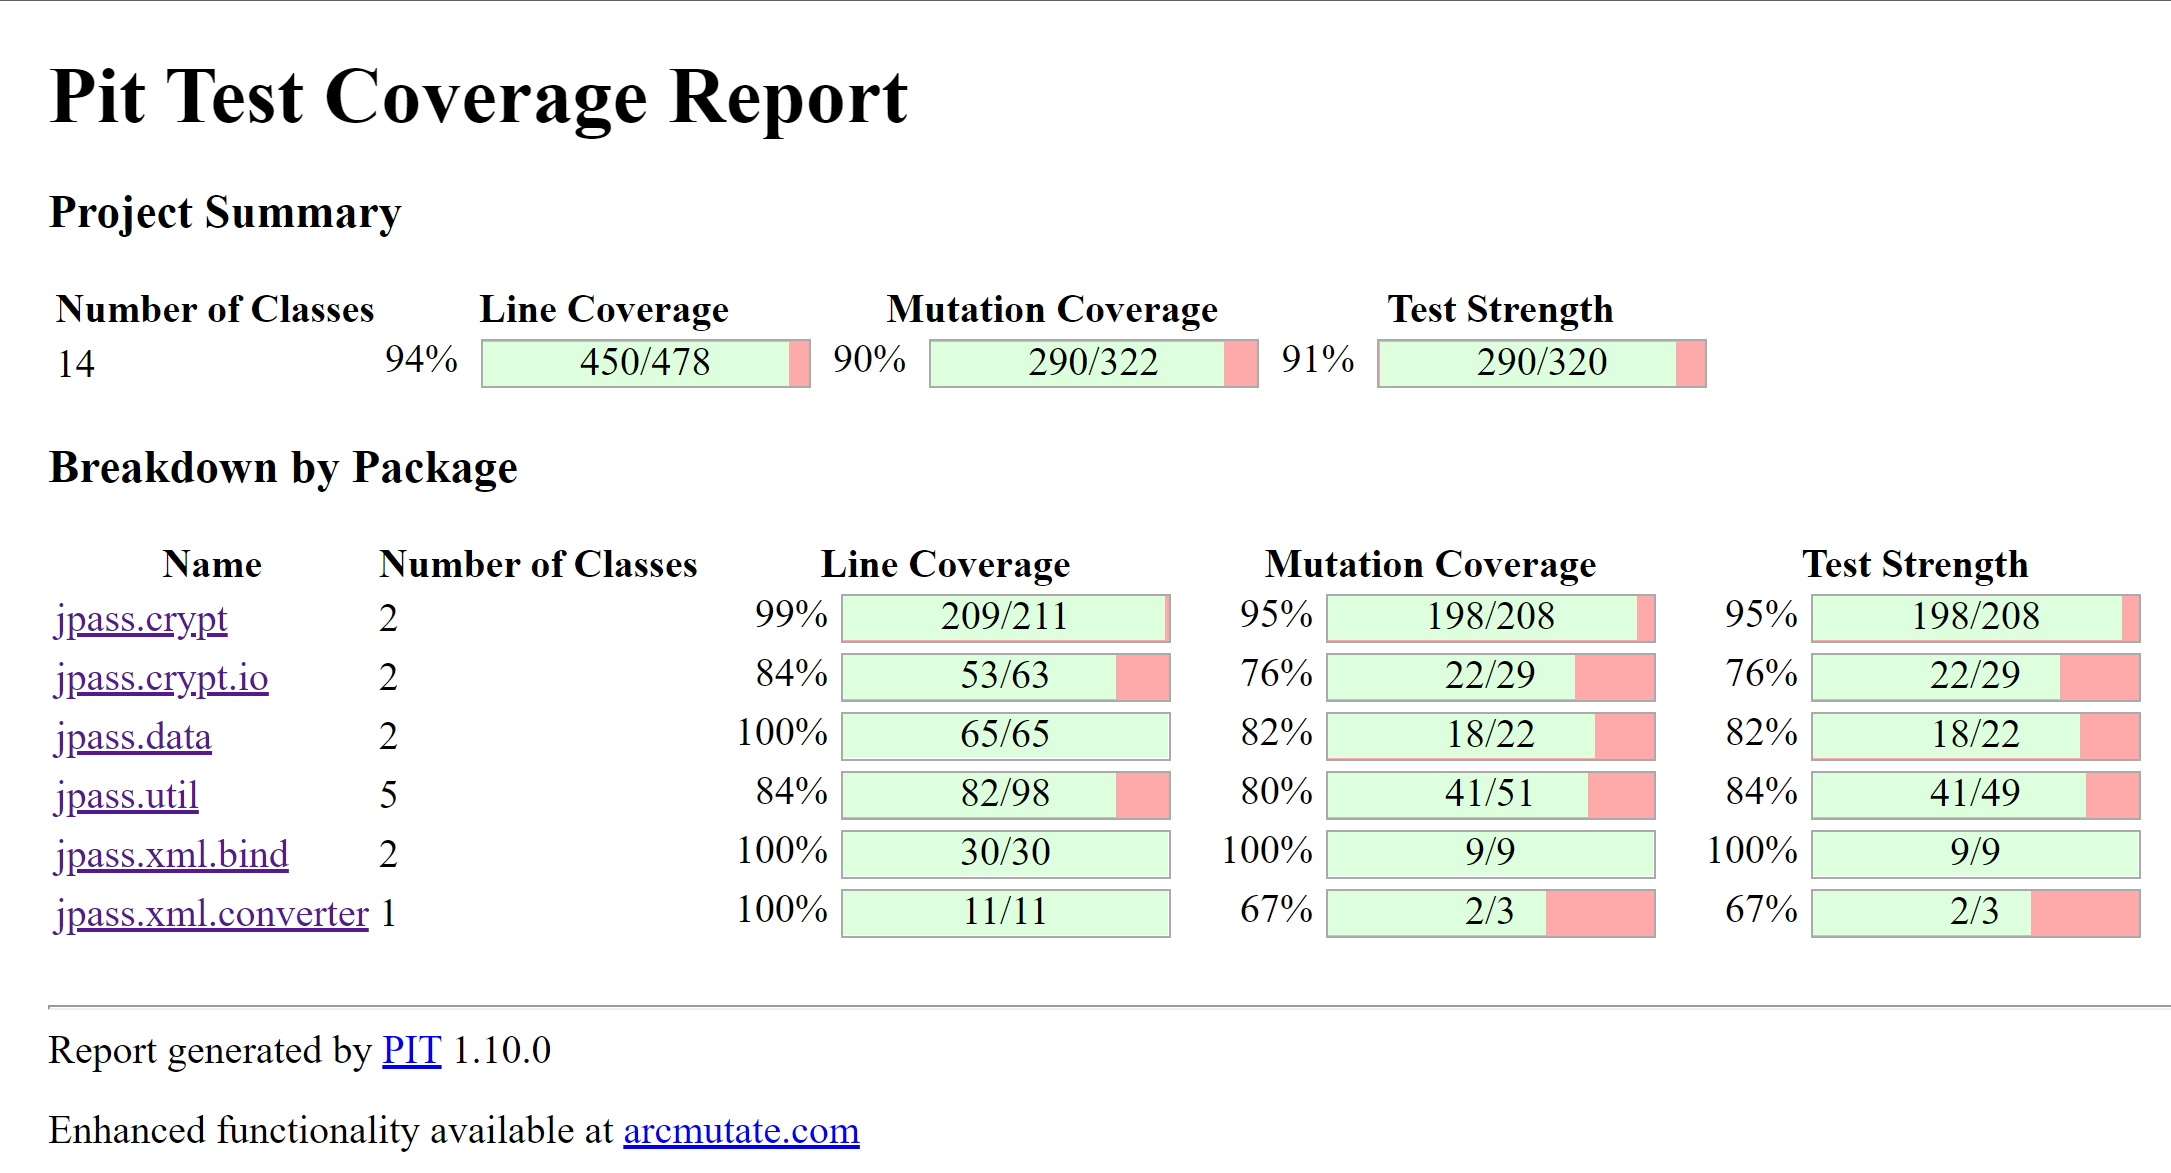 Pit Test Coverage Report
Project Summary
Number of Classes Line Coverage Mutation Coverage Test Strength
14 94% 450/478 90% 290/322 91% 290/320
Breakdown by Package
Name Number of Classes Line Coverage Mutation Coverage Test Strength
jpass.crypt 2 99% 209/211 95% 198/208 95% 198/208
jpass.crypt.io 2 84% 53/63 76% 22/29 76% 22/29
jpass.data 2 100% 65/65 82% 18/22 82% 18/22
jpass.util 5 84% 82/98 80% 41/51 84% 41/49
jpass.xml.bind 2 100% 30/30 100% 9/9 100% 9/9
jpass.xml.converter 1 100% 11/11 67% 2/3 67% 2/3
Report generated by PIT 1.10.0
Enhanced functionality available at arcmutate.com